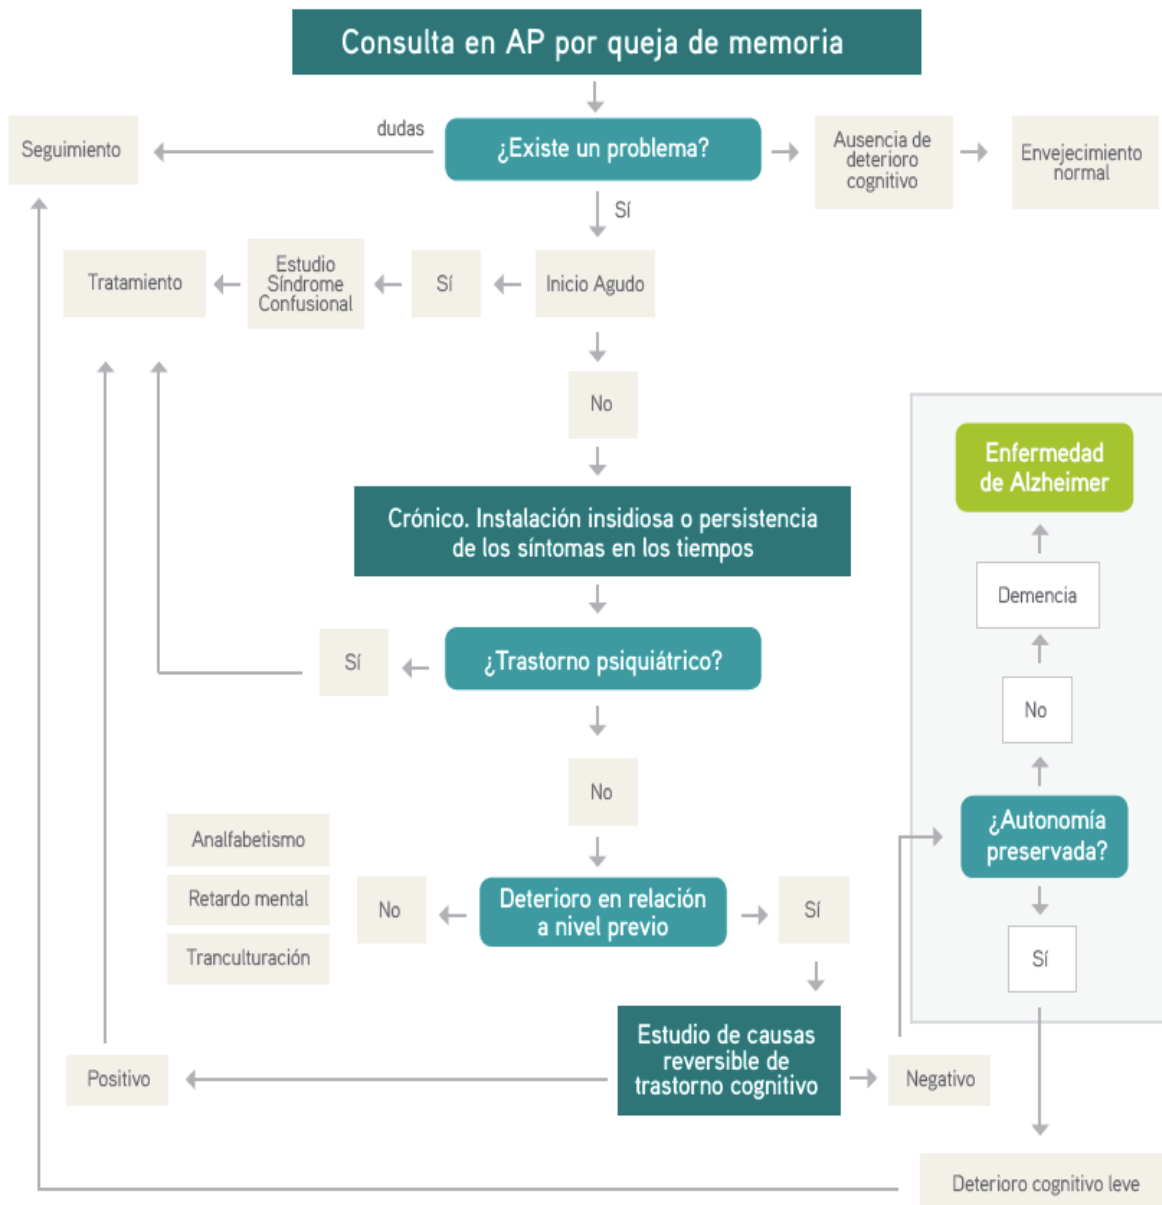 Consulta en AP por queja de memoria
dudas
Seguimiento
¿Existe un problema?
Ausencia de
deterioro
cognitivo
Envejecimiento
normal
Sí
Tratamiento
Estudio
Síndrome
Confusional
Sí
Inicio Agudo
No
Enfermedad
de Alzheimer
Crónico. Instalación insidiosa o persistencia
de los síntomas en los tiempos
Demencia
Sí
¿Trastorno psiquiátrico?
No
No
¿Autonomía
preservada?
Analfabetismo
Retardo mental
Tranculturación
No
Deterioro en relación
a nivel previo
Sí
Sí
Estudio de causas
reversible de
trastorno cognitivo
Positivo
Negativo
Deterioro cognitivo leve